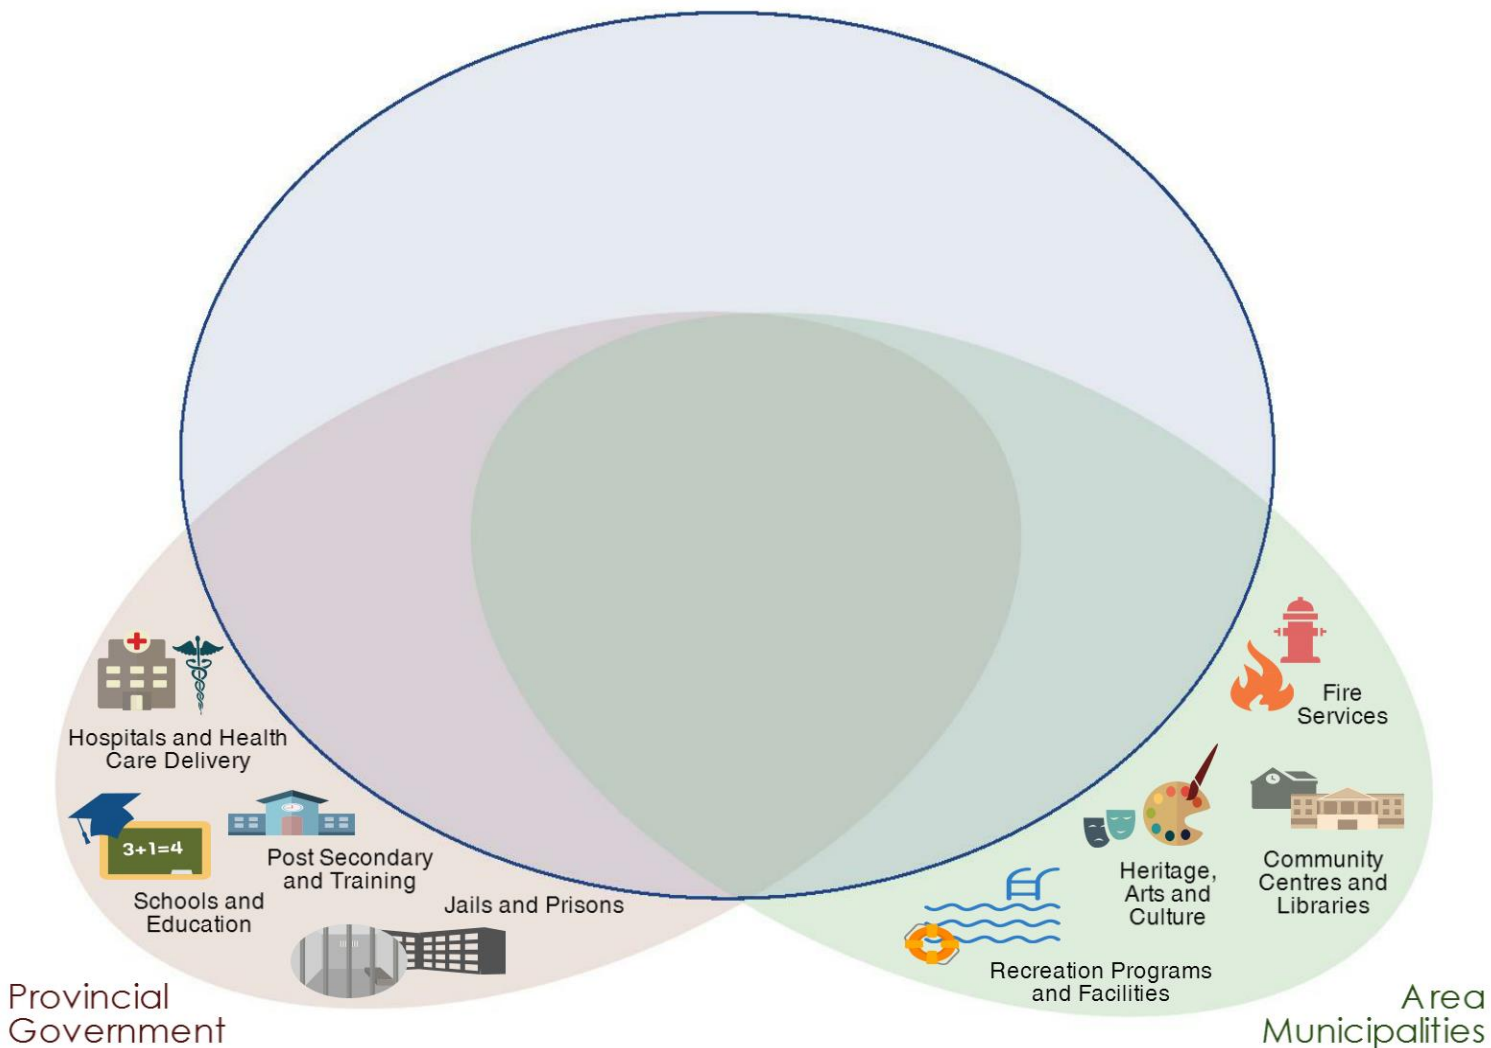 Hospitals and Health
Care Delivery
3+1=4
Schools and
Education
Post Secondary
and Training
Jails and Prisons
Provincial
Government
Fire
Services
Heritage,
Arts and
Culture
Community
Centres and
Libraries
Recreation Programs
and Facilities
Area
Municipalities